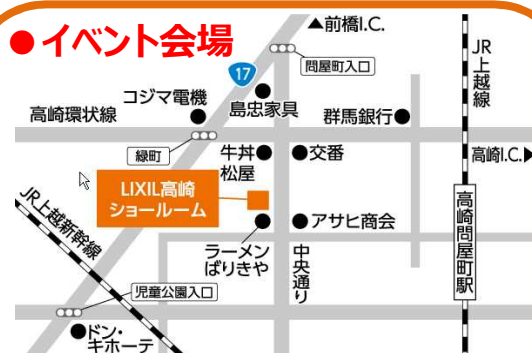 ●イベント会場
▲前橋I.C.
17
問屋町入口
JR上越線
コジマ電機
島忠家具
高崎環状線
群馬銀行●
緑町
牛丼
松屋
●交番
高崎I.C.▶
LIXIL高崎
ショールーム
JR上越新幹線
●アサヒ商会
ラーメン
ばりきや
中央通り
高崎問屋町駅
児童公園入口
●ドン・
キホーテ